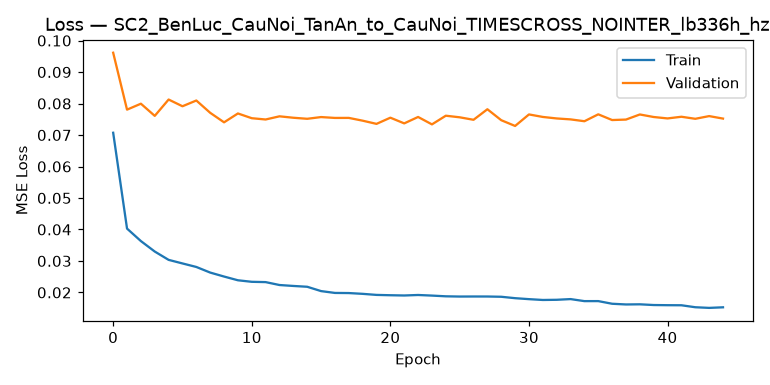 Loss — SC2_BenLuc_CauNoi_TanAn_to_CauNoi_TIMESCROSS_NOINTER_lb336h_hz
Train
Validation
MSE Loss
0.10
0.09
0.08
0.07
0.06
0.05
0.04
0.03
0.02
0
10
20
30
40
Epoch